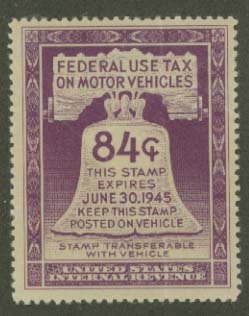 FEDERAL USE TAX
ON MOTOR VEHICLES
84¢
THIS STAMP
EXPIRES
JUNE 30, 1945
KEEP THIS STAMP
POSTED ON VEHICLE
STAMP TRANSFERABLE
WITH VEHICLE
UNITED STATES
INTERNAL REVENUE